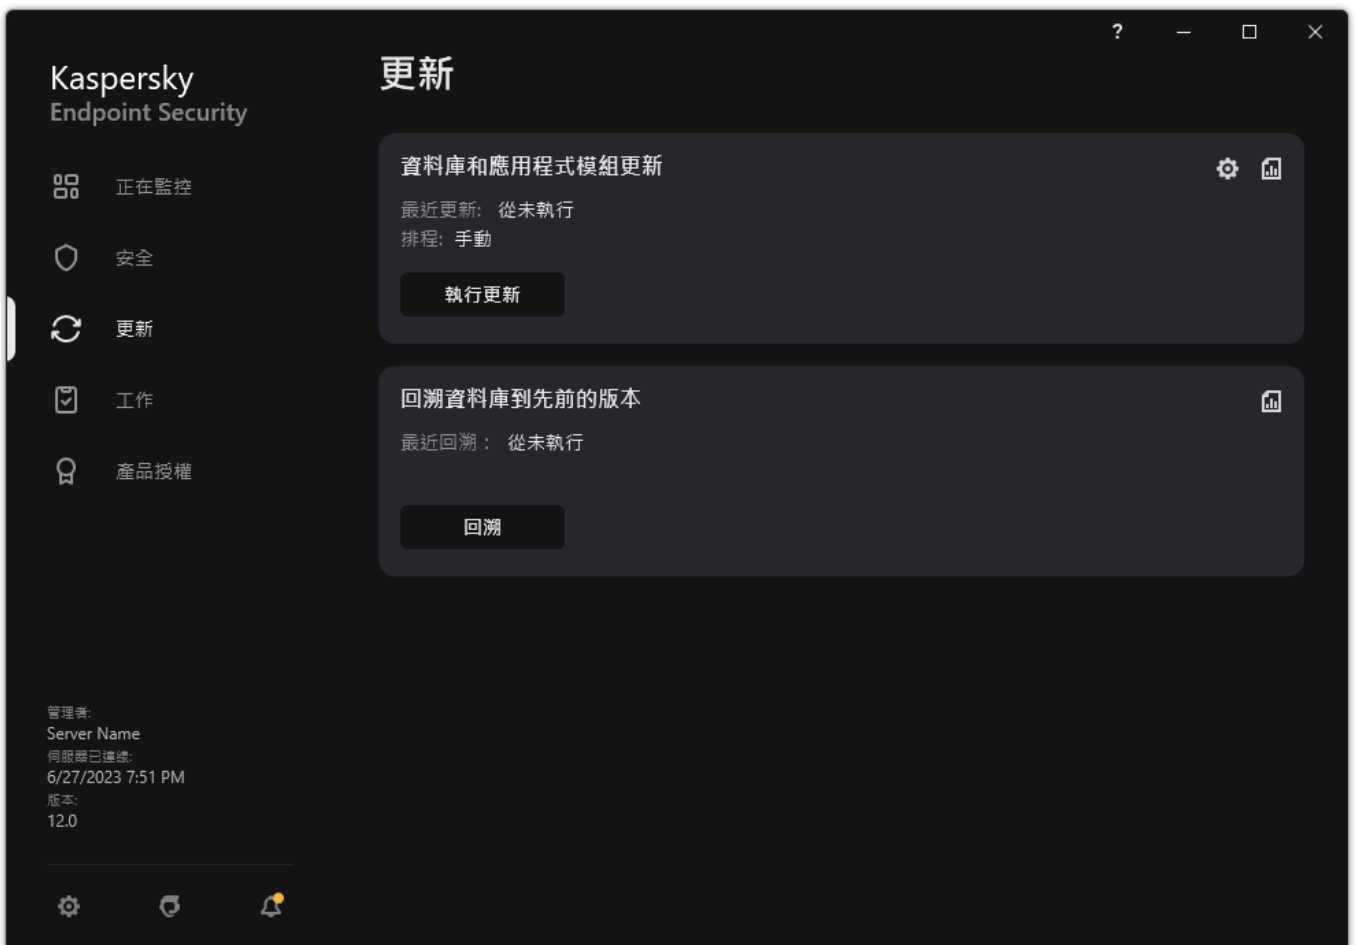 ?
Kaspersky
Endpoint Security
正在監控
安全
更新
工作
產品授權
管理者:
Server Name
伺服器已連線:
6/27/2023 7:51 PM
版本:
12.0
更新
資料庫和應用程式模組更新
最近更新: 從未執行
排程: 手動
執行更新
回溯資料庫到先前的版本
最近回溯： 從未執行
回溯